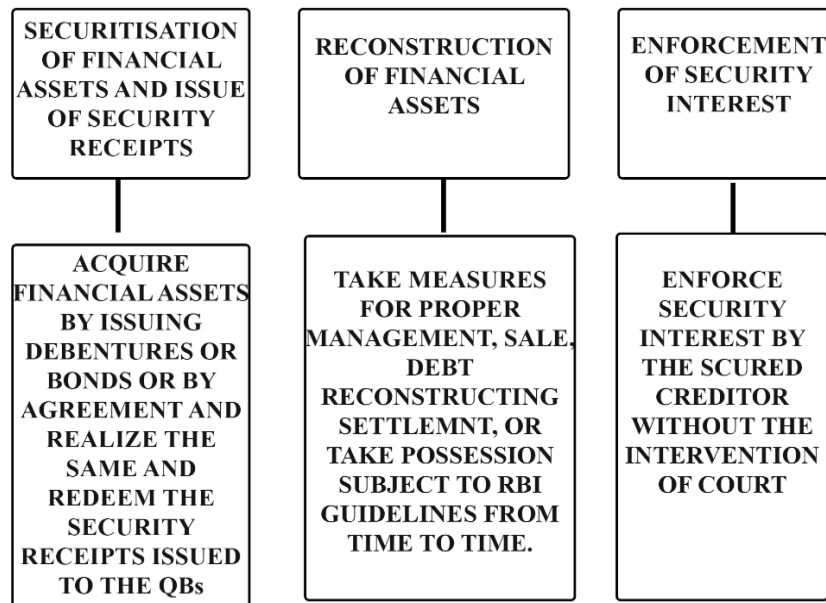 SECURITISATION
OF FINANCIAL
ASSETS AND ISSUE
OF SECURITY
RECEIPTS
RECONSTRUCTION
OF FINANCIAL
ASSETS
ENFORCEMENT
OF SECURITY
INTEREST
ACQUIRE
FINANCIAL ASSETS
BY ISSUING
DEBENTURES OR
BONDS OR BY
AGREEMENT AND
REALIZE THE
SAME AND
REDEEM THE
SECURITY
RECEIPTS ISSUED
TO THE QBs
TAKE MEASURES
FOR PROPER
MANAGEMENT, SALE,
DEBT
RECONSTRUCTING
SETTLEMNT, OR
TAKE POSSESSION
SUBJECT TO RBI
GUIDELINES FROM
TIME TO TIME.
ENFORCE
SECURITY
INTEREST BY
THE SCURED
CREDITOR
WITHOUT THE
INTERVENTION
OF COURT